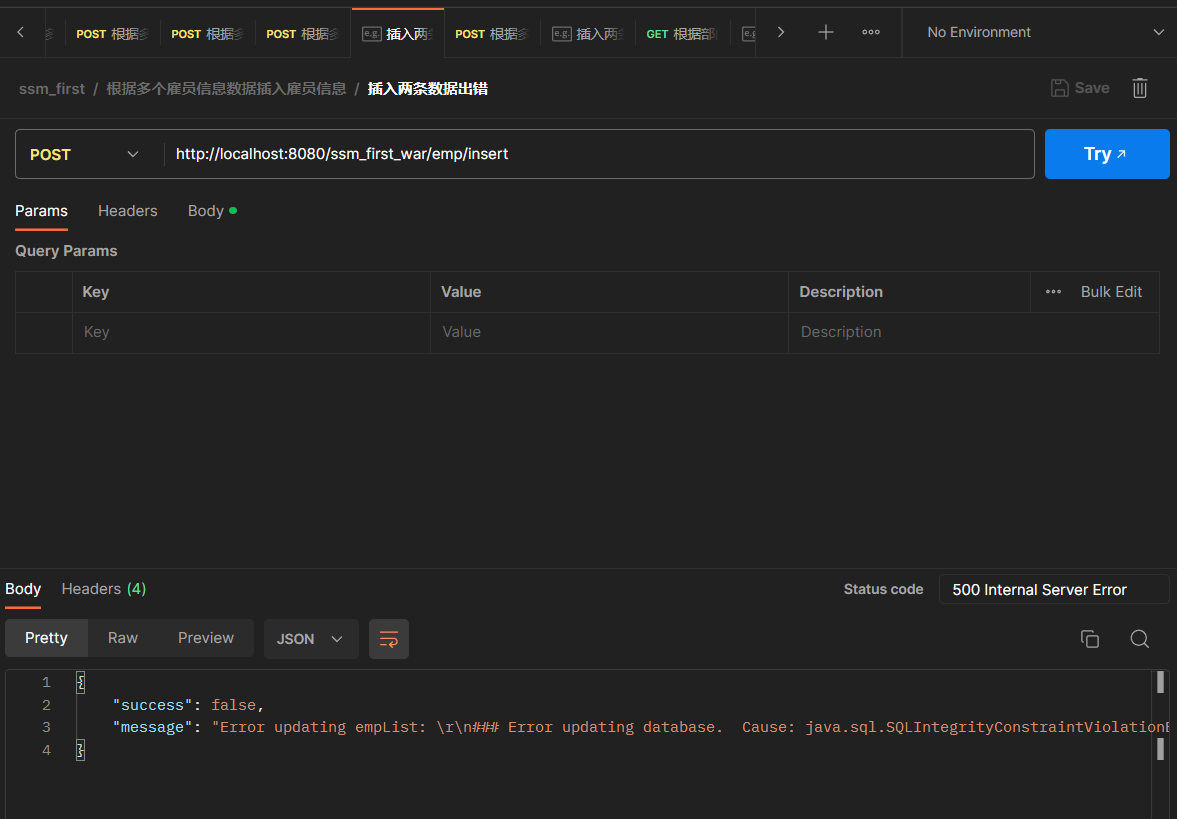 POST 根据 POST 根据 POST 根据 e.g. 插入两 POST 根据 e.g. 插入两 GET 根据部 No Environment
ssm_first / 根据多个雇员信息数据插入雇员信息 / 插入两条数据出错 Save
POST http://localhost:8080/ssm_first_war/emp/insert Try
Params Headers Body
Query Params
Key Value Description Bulk Edit
Key Value Description
Body Headers (4) Status code 500 Internal Server Error
Pretty Raw Preview JSON
1 {
2 "success": false,
3 "message": "Error updating empList: \r\n### Error updating database.  Cause: java.sql.SQLIntegrityConstraintViolation
4 }